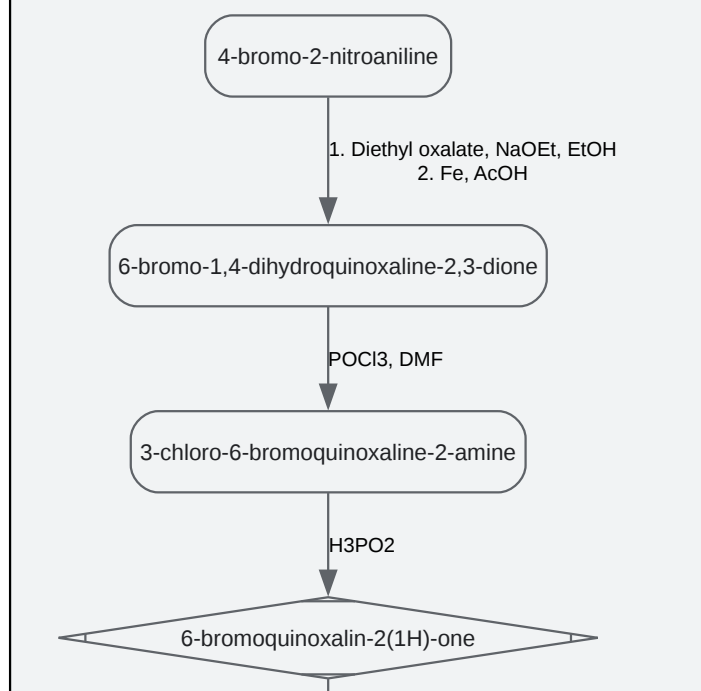 4-bromo-2-nitroaniline
1. Diethyl oxalate, NaOEt, EtOH
2. Fe, AcOH
6-bromo-1,4-dihydroquinoxaline-2,3-dione
POCl3, DMF
3-chloro-6-bromoquinoxaline-2-amine
H3PO2
6-bromoquinoxalin-2(1H)-one